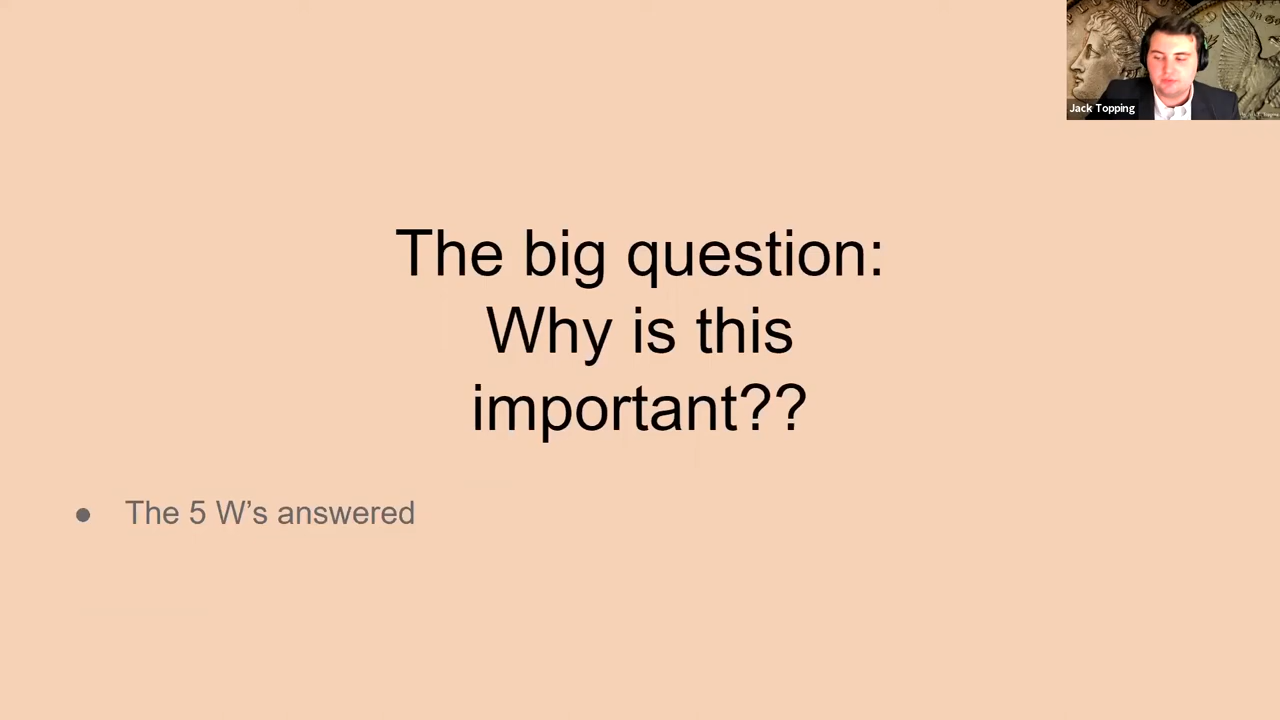 Jack Topping
The big question:
Why is this
important??
● The 5 W’s answered